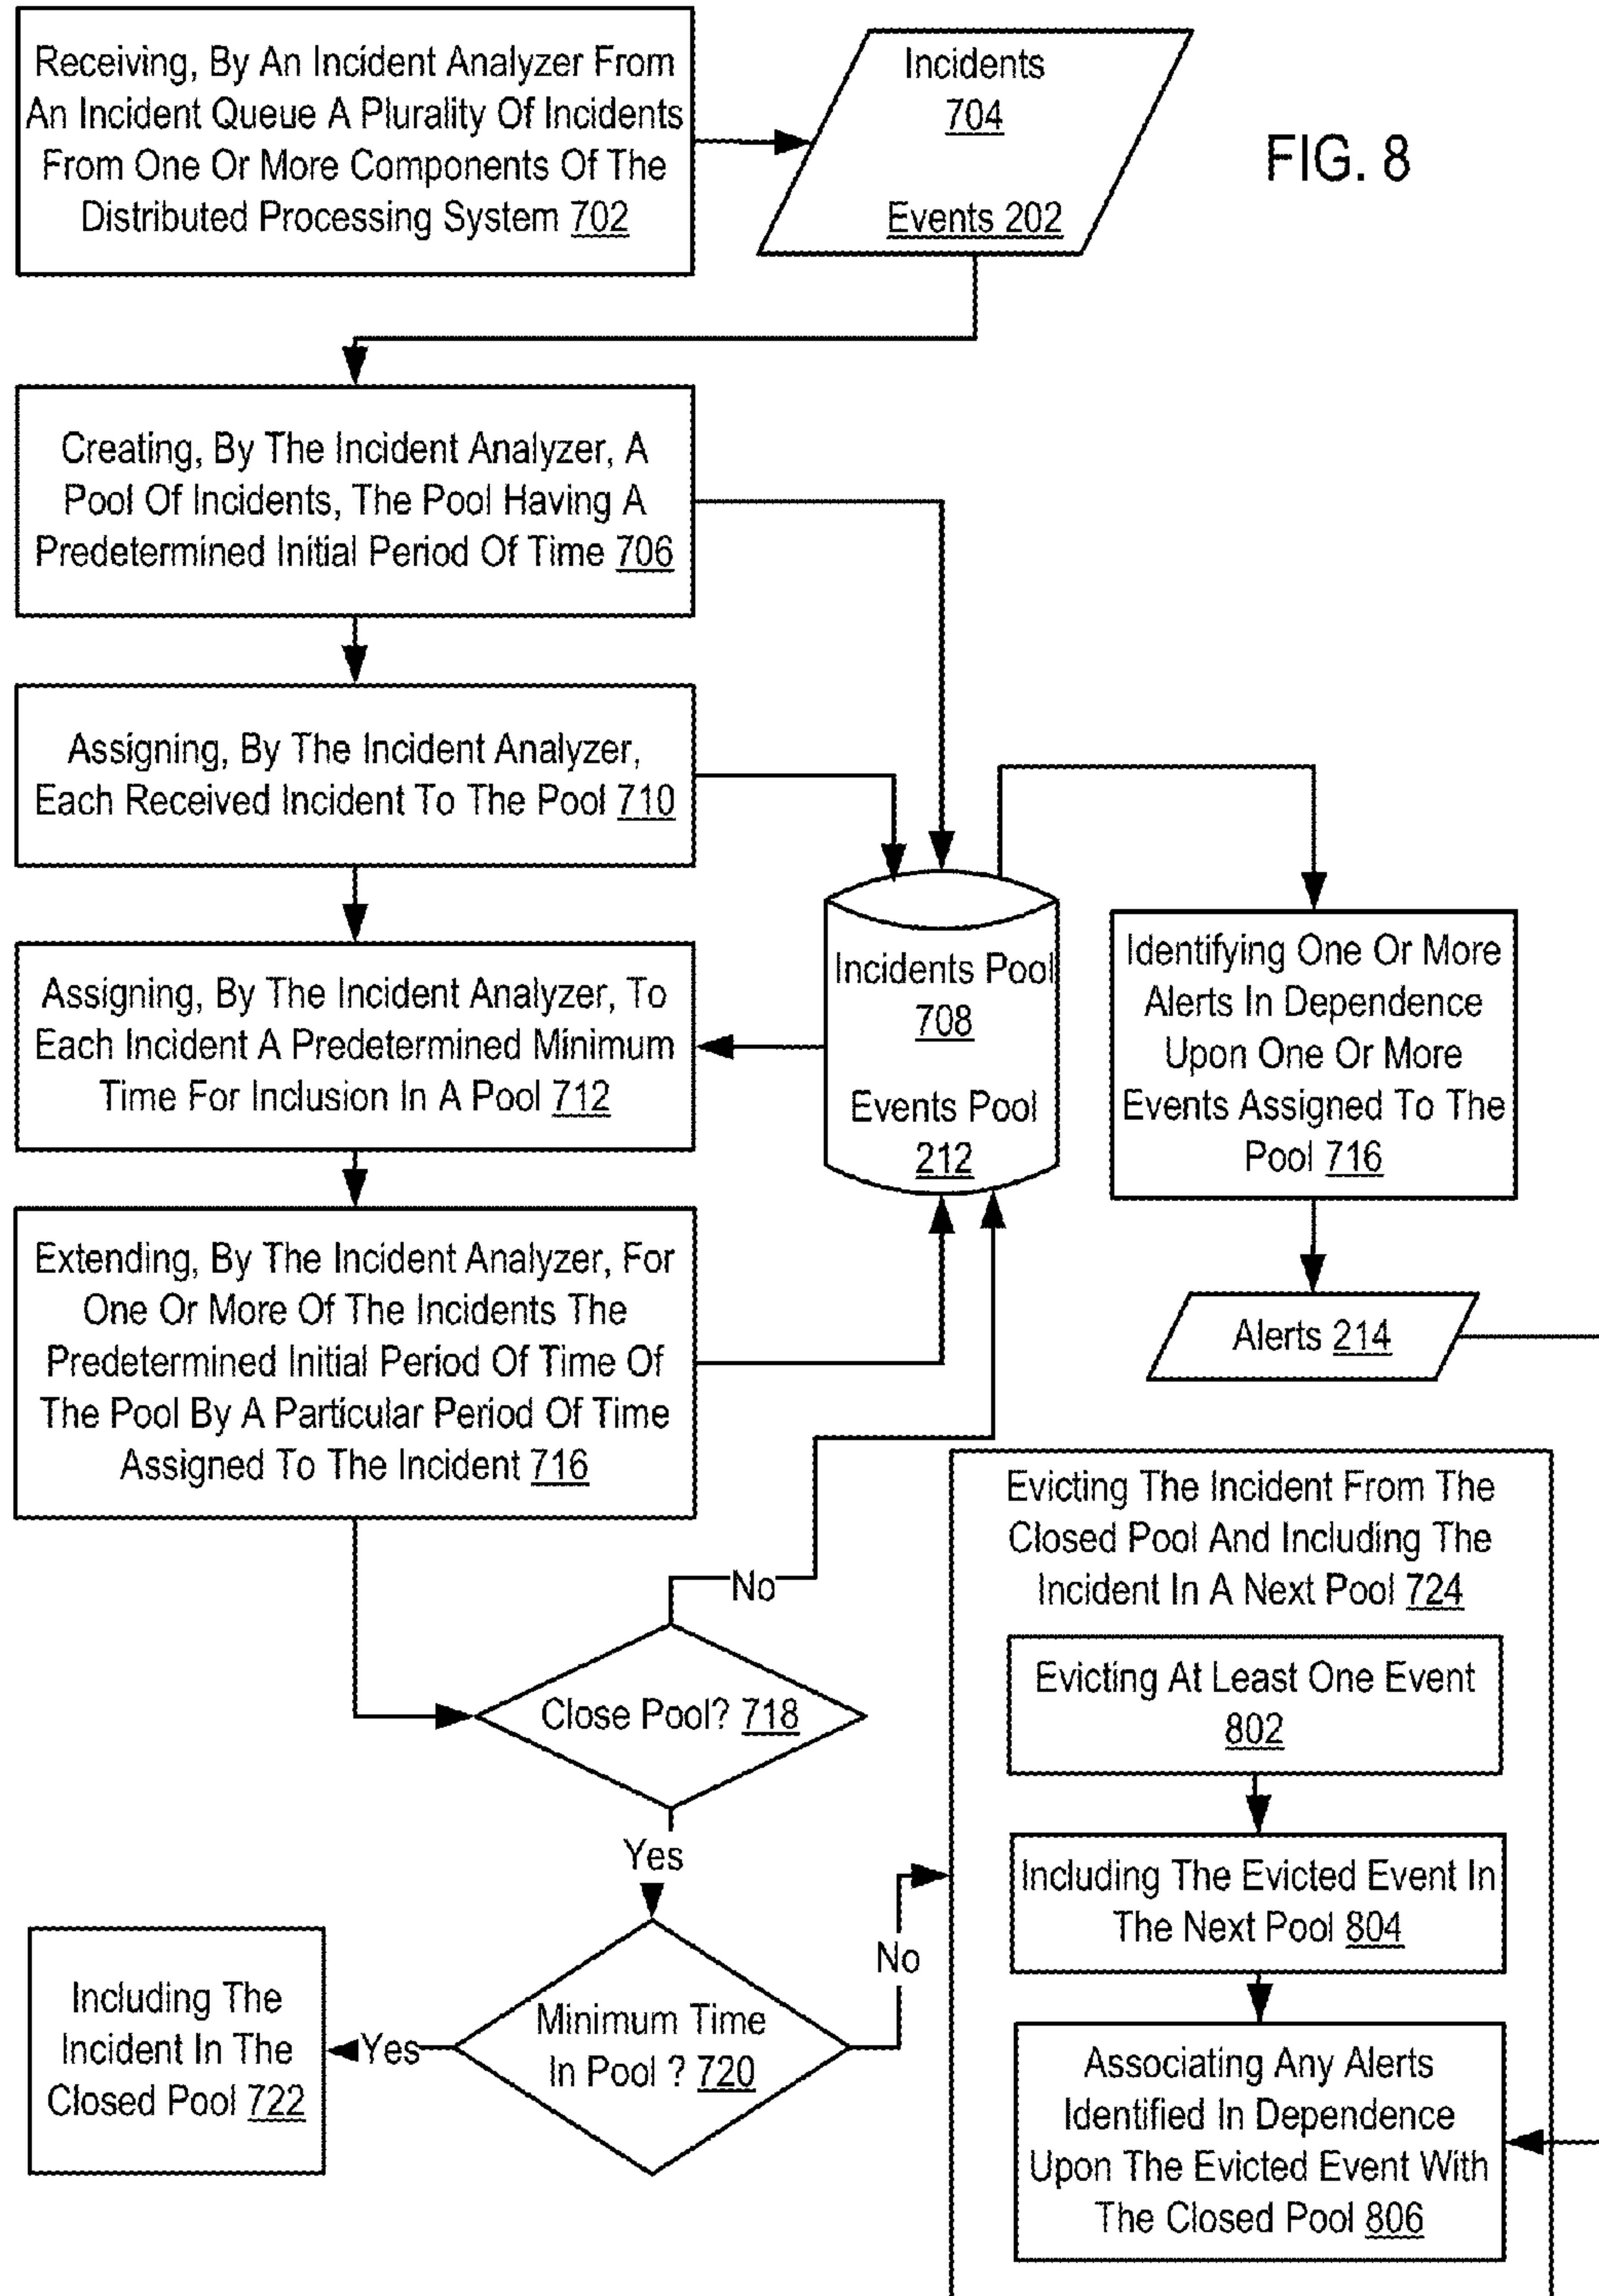 Receiving, By An Incident Analyzer From
An Incident Queue A Plurality Of Incidents
From One Or More Components Of The
Distributed Processing System 702
Incidents
704
Events 202
FIG. 8
Creating, By The Incident Analyzer, A
Pool Of Incidents, The Pool Having A
Predetermined Initial Period Of Time 706
Assigning, By The Incident Analyzer,
Each Received Incident To The Pool 710
Assigning, By The Incident Analyzer, To
Each Incident A Predetermined Minimum
Time For Inclusion In A Pool 712
Incidents Pool
708
Events Pool
212
Identifying One Or More
Alerts In Dependence
Upon One Or More
Events Assigned To The
Pool 716
Extending, By The Incident Analyzer, For
One Or More Of The Incidents The
Predetermined Initial Period Of Time Of
The Pool By A Particular Period Of Time
Assigned To The Incident 716
Alerts 214
No
Close Pool? 718
Yes
Minimum Time
In Pool ? 720
Yes
Including The
Incident In The
Closed Pool 722
No
Evicting The Incident From The
Closed Pool And Including The
Incident In A Next Pool 724
Evicting At Least One Event
802
Including The Evicted Event In
The Next Pool 804
Associating Any Alerts
Identified In Dependence
Upon The Evicted Event With
The Closed Pool 806